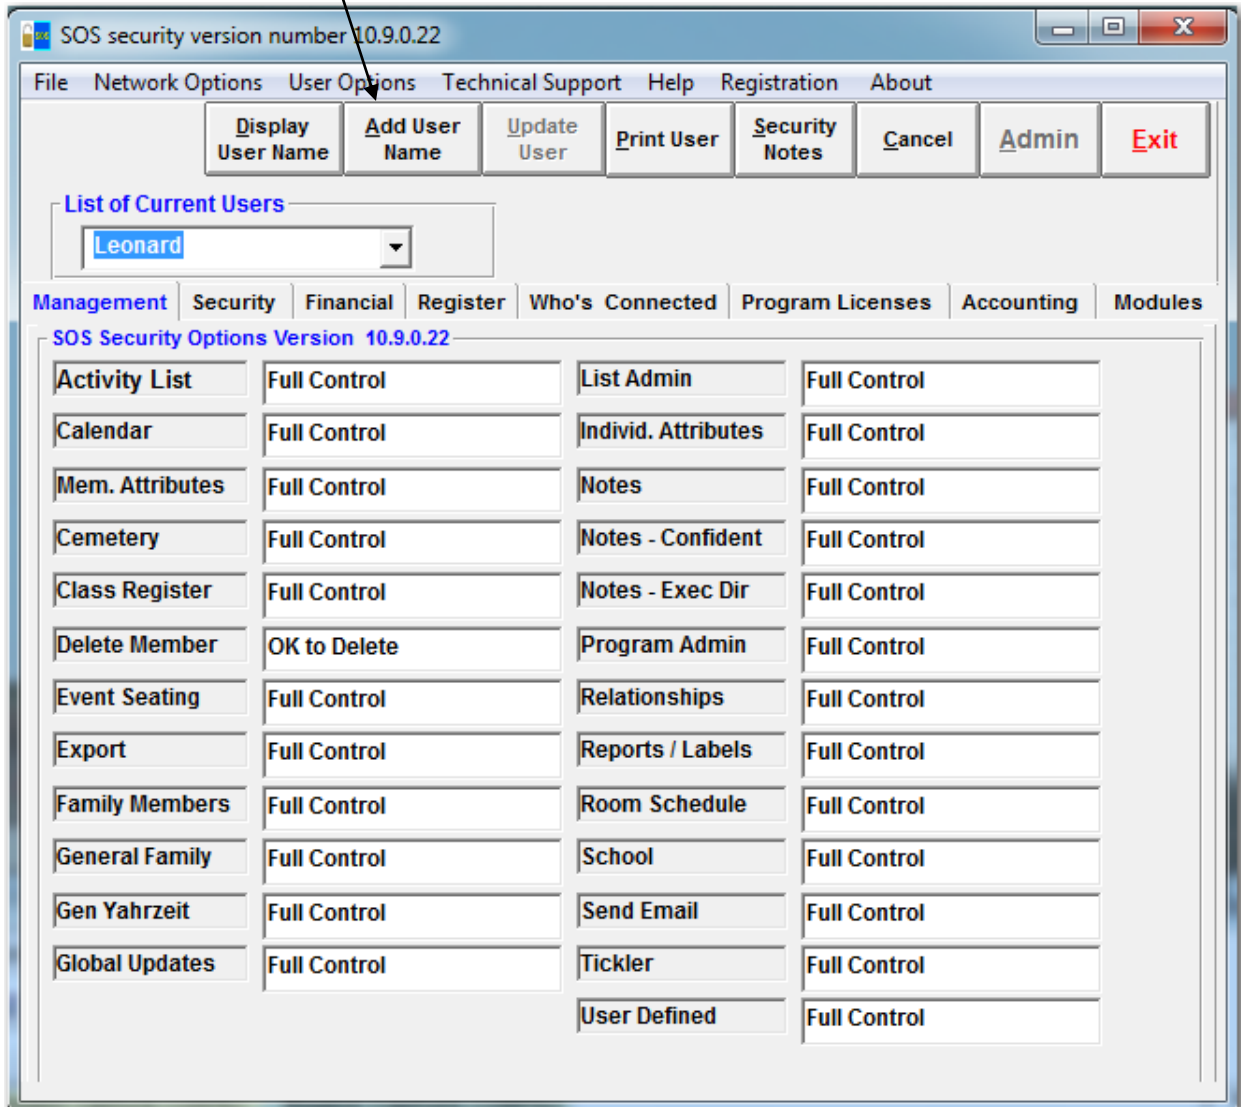 SOS security version number 10.9.0.22
File Network Options User Options Technical Support Help Registration About
Display User Name
Add User Name
Update User
Print User
Security Notes
Cancel
Admin
Exit
List of Current Users
Leonard
Management Security Financial Register Who's Connected Program Licenses Accounting Modules
SOS Security Options Version 10.9.0.22
Activity List Full Control List Admin Full Control
Calendar Full Control Individ. Attributes Full Control
Mem. Attributes Full Control Notes Full Control
Cemetery Full Control Notes - Confident Full Control
Class Register Full Control Notes - Exec Dir Full Control
Delete Member OK to Delete Program Admin Full Control
Event Seating Full Control Relationships Full Control
Export Full Control Reports / Labels Full Control
Family Members Full Control Room Schedule Full Control
General Family Full Control School Full Control
Gen Yahrzeit Full Control Send Email Full Control
Global Updates Full Control Tickler Full Control
User Defined Full Control